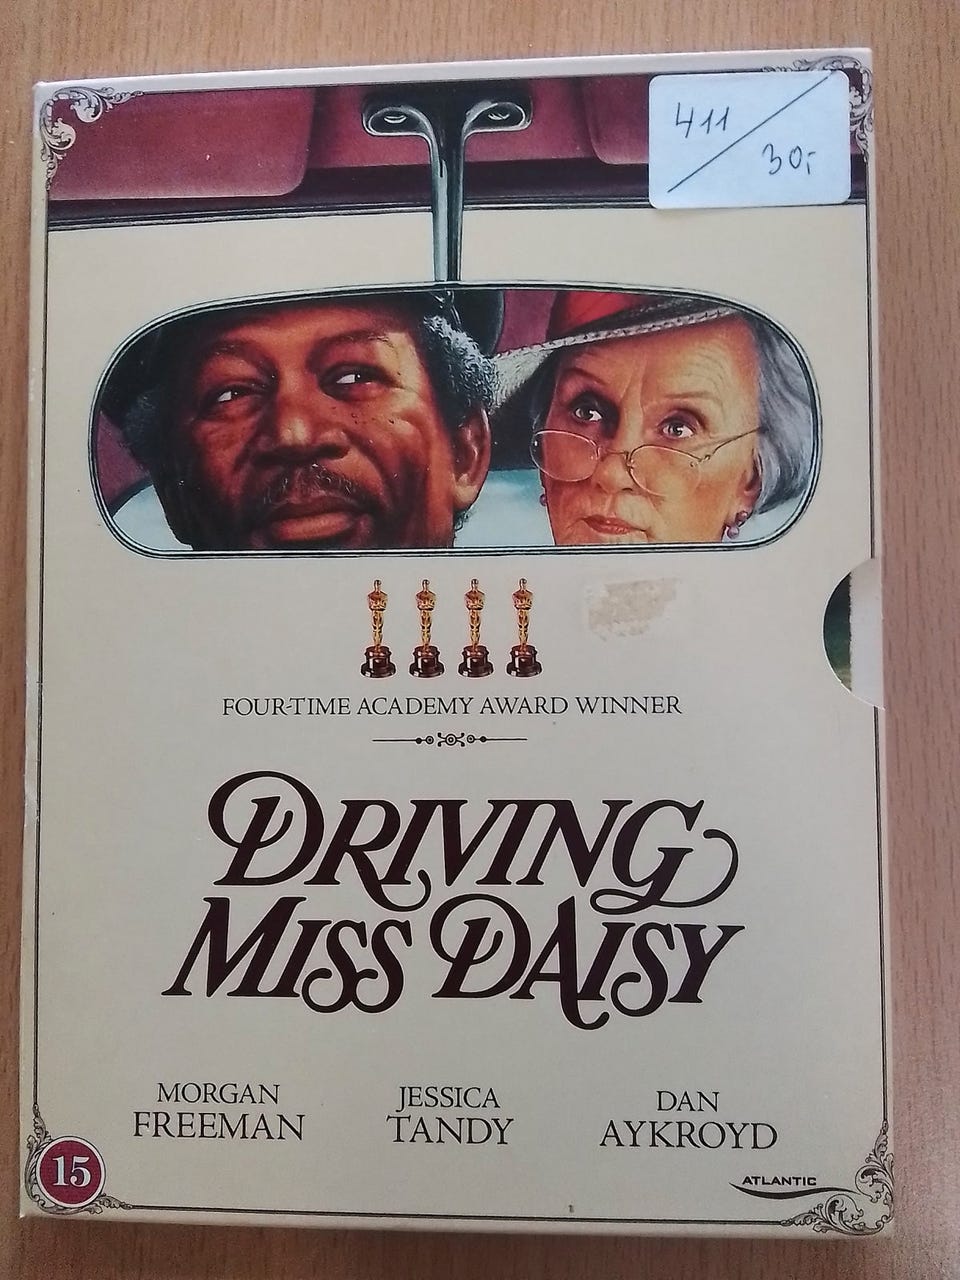 411
30,-
FOUR-TIME ACADEMY AWARD WINNER
DRIVING
MISS DAISY
MORGAN
FREEMAN
JESSICA
TANDY
DAN
AYKROYD
15
ATLANTIC